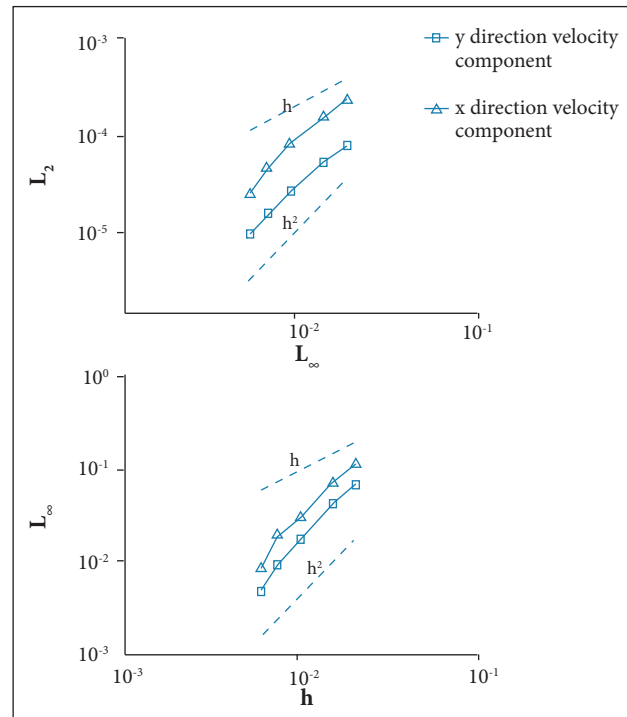 10⁻³
y direction velocity
component
x direction velocity
component
h
10⁻⁴
L₂
h²
10⁻⁵
10⁻²
10⁻¹
L∞
10⁰
h
10⁻¹
L∞
10⁻²
h²
10⁻³
10⁻³
10⁻²
10⁻¹
h